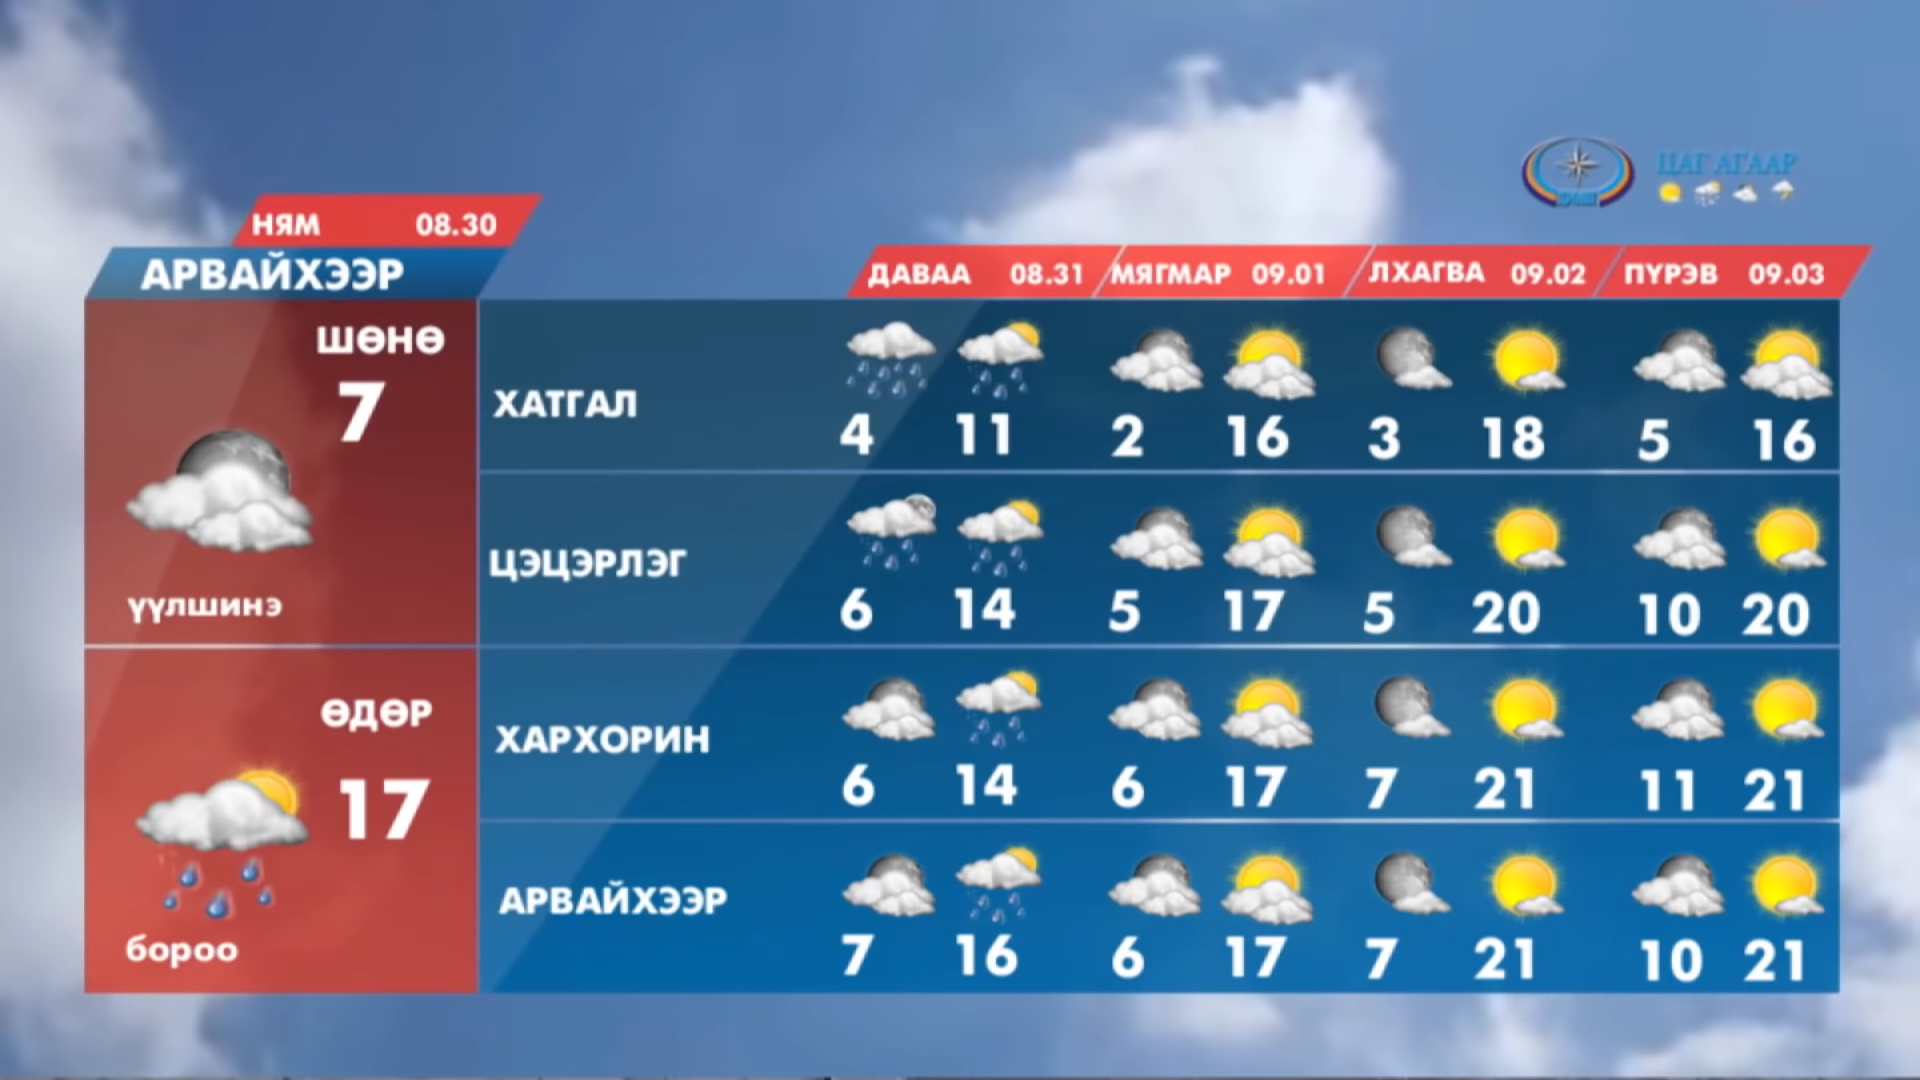 ЦАГ АГААР
НЯМ 08.30
АРВАЙХЭЭР
ШӨНӨ
7
үүлшинэ
ӨДӨР
17
бороо
ДАВАА 08.31 МЯГМАР 09.01 ЛХАГВА 09.02 ПҮРЭВ 09.03
ХАТГАЛ
4 11 2 16 3 18 5 16
ЦЭЦЭРЛЭГ
6 14 5 17 5 20 10 20
ХАРХОРИН
6 14 6 17 7 21 11 21
АРВАЙХЭЭР
7 16 6 17 7 21 10 21